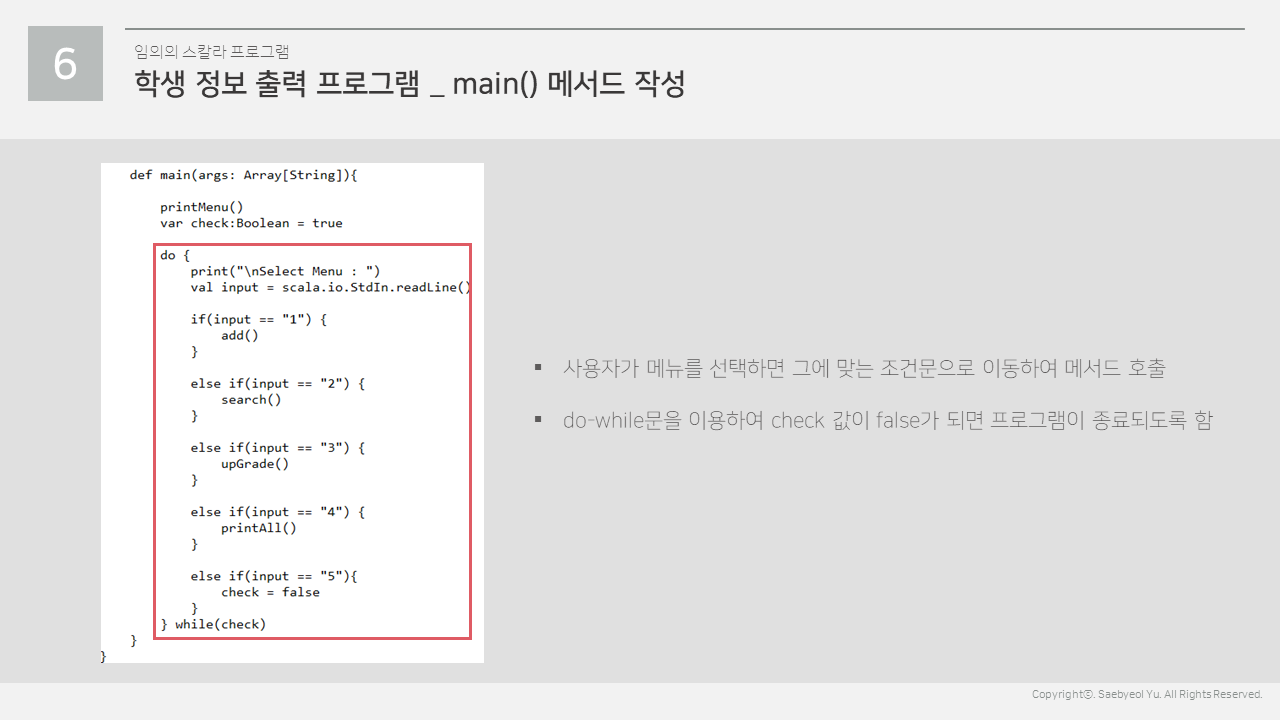 6
임의의 스칼라 프로그램
학생 정보 출력 프로그램 _ main() 메서드 작성
def main(args: Array[String]){
printMenu()
var check:Boolean = true
do {
print("\nSelect Menu : ")
val input = scala.io.StdIn.readLine()
if(input == "1") {
add()
}
else if(input == "2") {
search()
}
else if(input == "3") {
upGrade()
}
else if(input == "4") {
printAll()
}
else if(input == "5"){
check = false
}
} while(check)
}
}
▪ 사용자가 메뉴를 선택하면 그에 맞는 조건문으로 이동하여 메서드 호출
▪ do-while문을 이용하여 check 값이 false가 되면 프로그램이 종료되도록 함
Copyrightⓒ. Saebyeol Yu. All Rights Reserved.